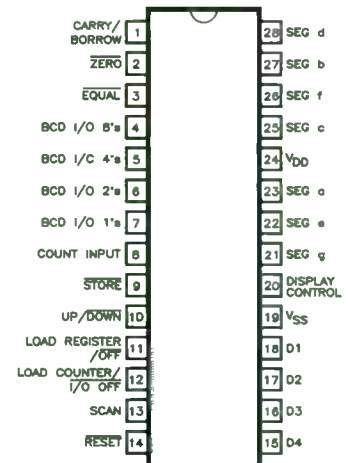 CARRY/
BORROW 1
ZERO 2
EQUAL 3
BCD I/O 8's 4
BCD I/C 4's 5
BCD I/O 2's 6
BCD I/O 1's 7
COUNT INPUT 8
STORE 9
UP/DOWN 10
LOAD REGISTER
/OFF 11
LOAD COUNTER/
I/O OFF 12
SCAN 13
RESET 14
28 SEG d
27 SEG b
26 SEG f
25 SEG c
24 VDD
23 SEG a
22 SEG e
21 SEG g
20 DISPLAY
CONTROL
19 VSS
18 D1
17 D2
16 D3
15 D4